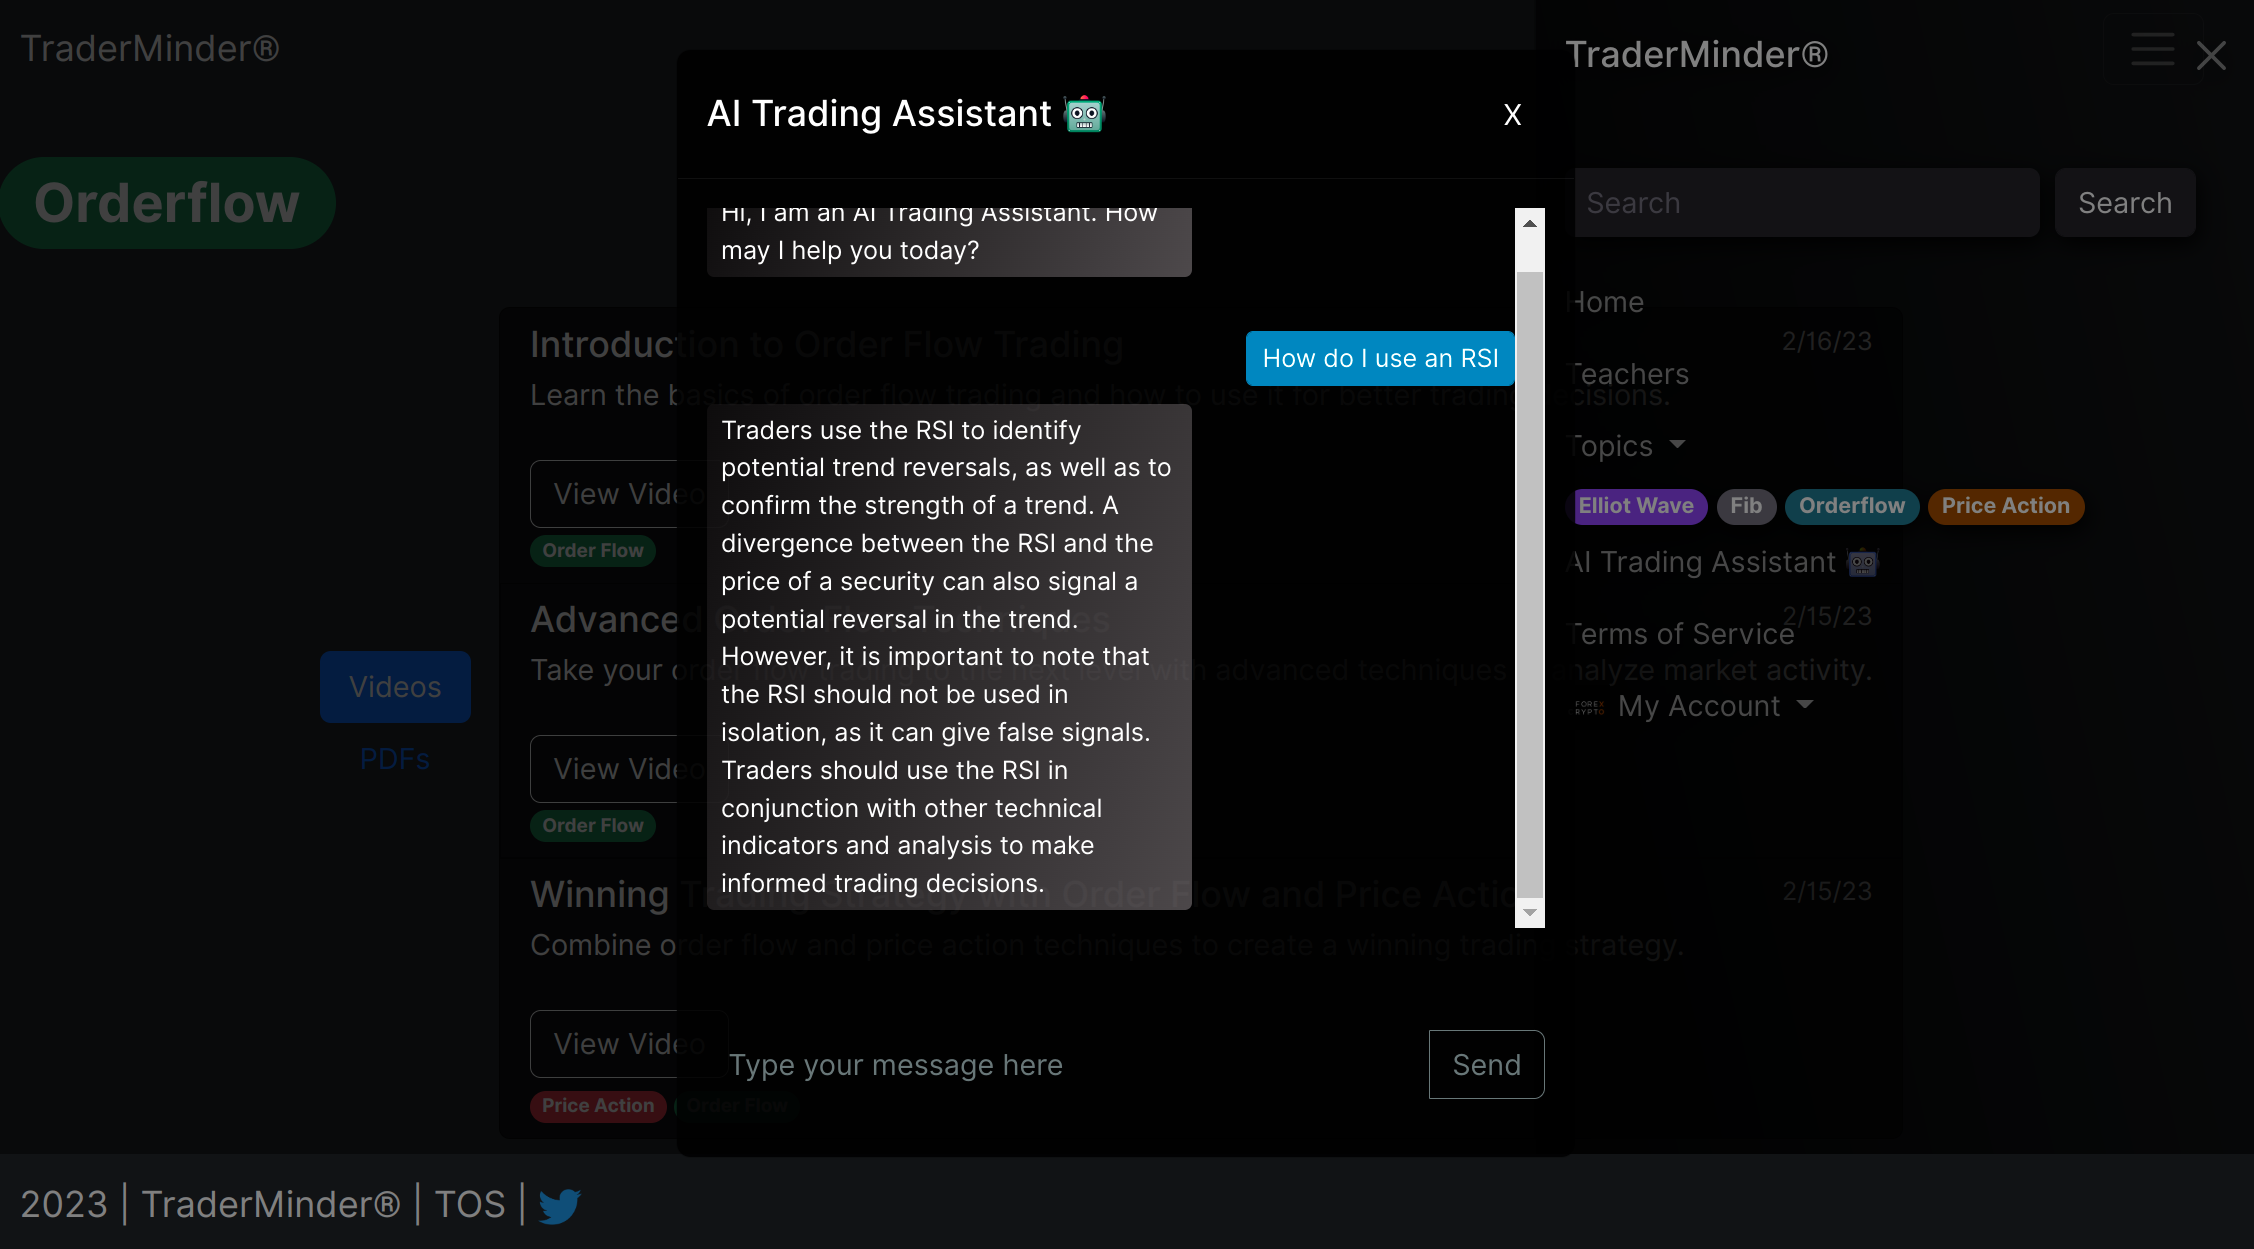 TraderMinder®
Orderflow
Introduction to Order Flow Trading
2/16/23
Learn the basics of order flow trading and how to use it for better trading decisions.
View Video
Order Flow
Advanced Order Flow Techniques
2/15/23
Take your order flow trading to the next level with advanced techniques analyze market activity.
View Video
Order Flow
Winning Trading Strategy with Order Flow and Price Action
2/15/23
Combine order flow and price action techniques to create a winning trading strategy.
View Video
Price Action Order Flow
Videos
PDFs
AI Trading Assistant 🤖
X
Hi, I am an AI Trading Assistant. How
may I help you today?
How do I use an RSI
Traders use the RSI to identify
potential trend reversals, as well as to
confirm the strength of a trend. A
divergence between the RSI and the
price of a security can also signal a
potential reversal in the trend.
However, it is important to note that
the RSI should not be used in
isolation, as it can give false signals.
Traders should use the RSI in
conjunction with other technical
indicators and analysis to make
informed trading decisions.
Type your message here
Send
TraderMinder®
Search
Search
Home
Teachers
Topics
Elliot Wave Fib Orderflow Price Action
AI Trading Assistant 🤖
Terms of Service
My Account
2023 | TraderMinder® | TOS |